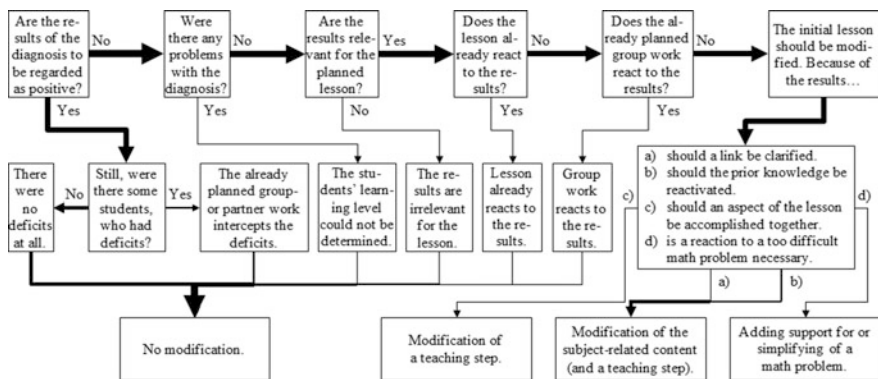 Are the re-
sults of the
diagnosis to
be regarded
as positive?
No
Were
there any
problems
with the
diagnosis?
No
Are the
results rele-
vant for the
planned
lesson?
Yes
Does the
lesson al-
ready react
to the re-
sults?
No
Does the al-
ready planned
group work
react to the
results?
No
The initial lesson
should be modi-
fied. Because of
the results…
Yes
Yes
No
Yes
Yes
There
were
no
deficits
at all.
No
Still, were
there some
students,
who had
deficits?
Yes
The already
planned group-
or partner work
intercepts the
deficits.
The stu-
dents’ learn-
ing level
could not be
determined.
The re-
sults are
irrelevant
for the
lesson.
Lesson
already
reacts to
the re-
sults.
Group
work
reacts to
the re-
sults.
c)
a) should a link be clarified.
b) should the prior knowledge be
reactivated.
c) should an aspect of the lesson
be accomplished together.
d) is a reaction to a too difficult
math problem necessary.
d)
a)
b)
No modification.
Modification of
a teaching step.
Modification of the
subject-related content
(and a teaching step).
Adding support for or
simplifying of a
math problem.